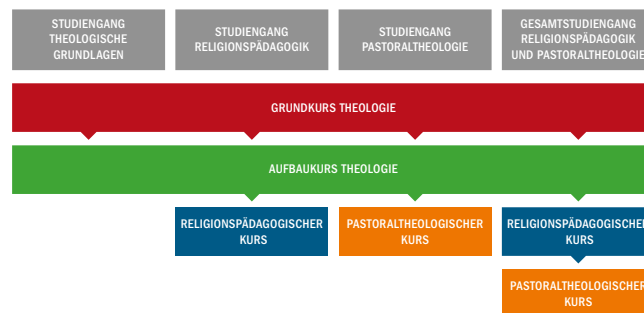 STUDIENGANG
THEOLOGISCHE
GRUNDLAGEN
STUDIENGANG
RELIGIONSPÄDAGOGIK
STUDIENGANG
PASTORALTHEOLOGIE
GESAMTSTUDIENGANG
RELIGIONSPÄDAGOGIK
UND PASTORALTHEOLOGIE
GRUNDKURS THEOLOGIE
AUFBAUKURS THEOLOGIE
RELIGIONSPÄDAGOGISCHER
KURS
PASTORALTHEOLOGISCHER
KURS
RELIGIONSPÄDAGOGISCHER
KURS
PASTORALTHEOLOGISCHER
KURS